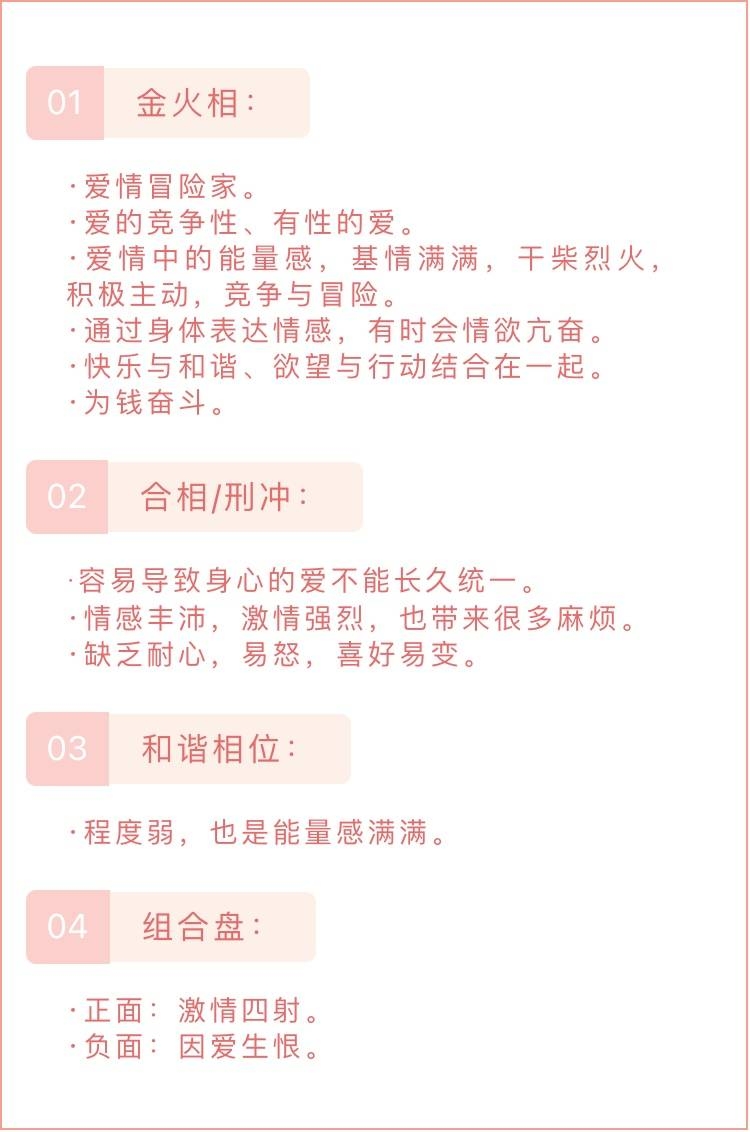 01 金火相：
·爱情冒险家。
·爱的竞争性、有性的爱。
·爱情中的能量感，基情满满，干柴烈火，
积极主动，竞争与冒险。
·通过身体表达情感，有时会情欲亢奋。
·快乐与和谐、欲望与行动结合在一起。
·为钱奋斗。
02 合相/刑冲：
·容易导致身心的爱不能长久统一。
·情感丰沛，激情强烈，也带来很多麻烦。
·缺乏耐心，易怒，喜好易变。
03 和谐相位：
·程度弱，也是能量感满满。
04 组合盘：
·正面：激情四射。
·负面：因爱生恨。